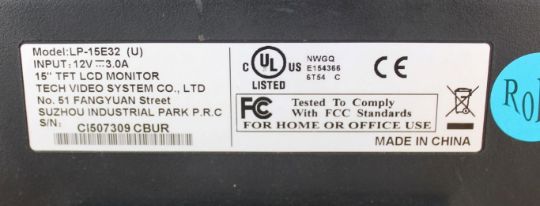 Model:LP-15E32 (U)
INPUT:12V⎓3.0A
15" TFT LCD MONITOR
TECH VIDEO SYSTEM CO., LTD
No. 51 FANGYUAN Street
SUZHOU INDUSTRIAL PARK P.R.C
S/N:
CI507309 CBUR
C UL US
LISTED
NWGQ
E154366
5T54 C
CE
FC
Tested To Comply
With FCC Standards
FOR HOME OR OFFICE USE
MADE IN CHINA